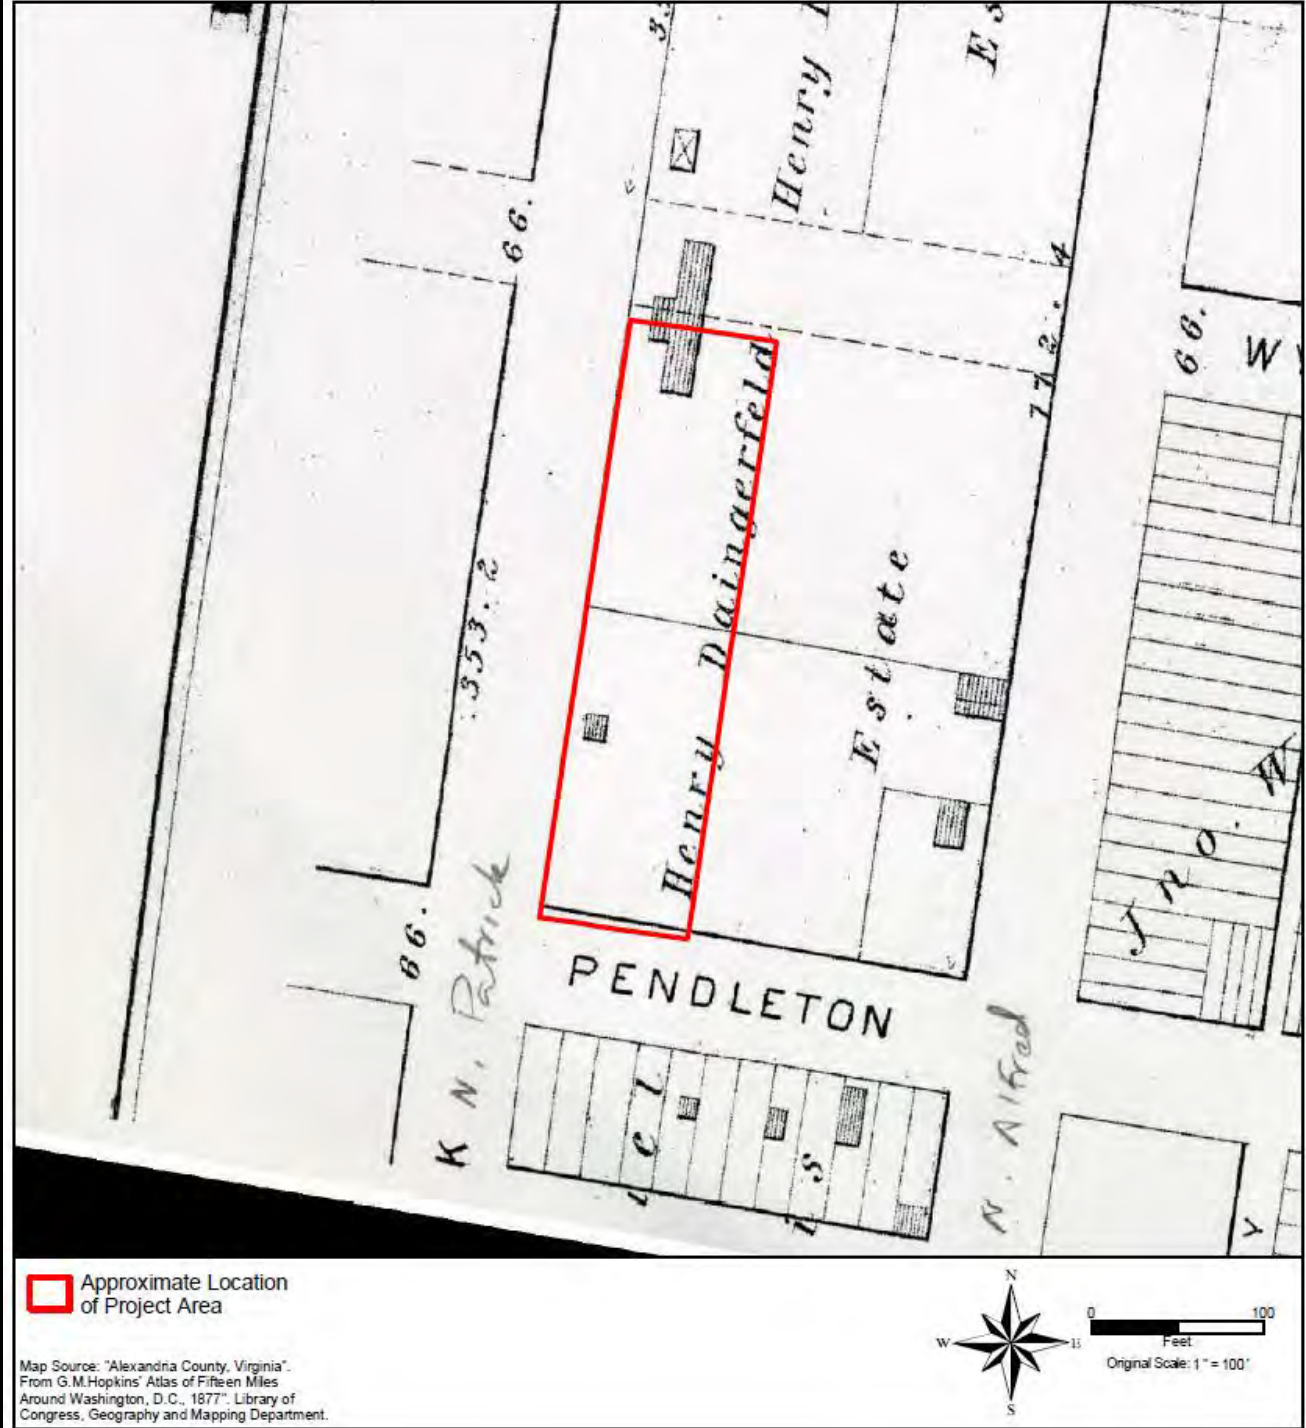 Henry
Es
66.
Henry Daingerfeld
Estate
772.4
66.
W
353.2
Jno. W
66.
N. Patrick
K
PENDLETON
N. Alfred
Y
Approximate Location
of Project Area
Map Source: "Alexandria County, Virginia".
From G.M.Hopkins' Atlas of Fifteen Miles
Around Washington, D.C., 1877". Library of
Congress, Geography and Mapping Department.
N
W
E
S
0 100
Feet
Original Scale: 1" = 100'